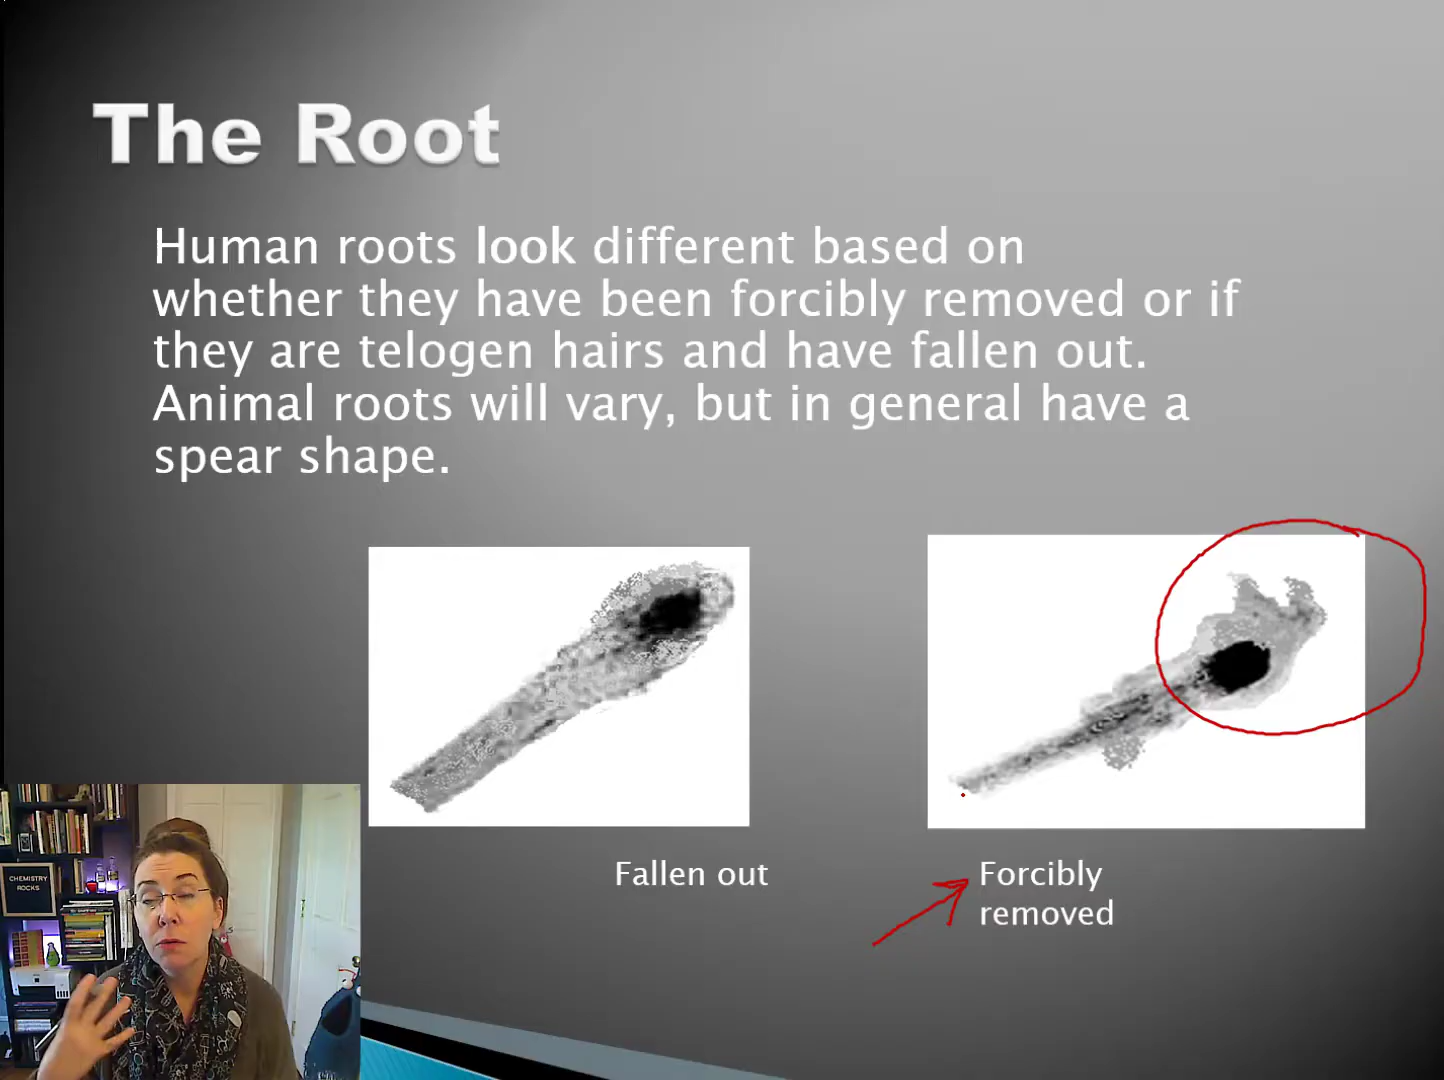 The Root
Human roots look different based on
whether they have been forcibly removed or if
they are telogen hairs and have fallen out.
Animal roots will vary, but in general have a
spear shape.
Fallen out
Forcibly
removed
CHEMISTRY
ROCKS